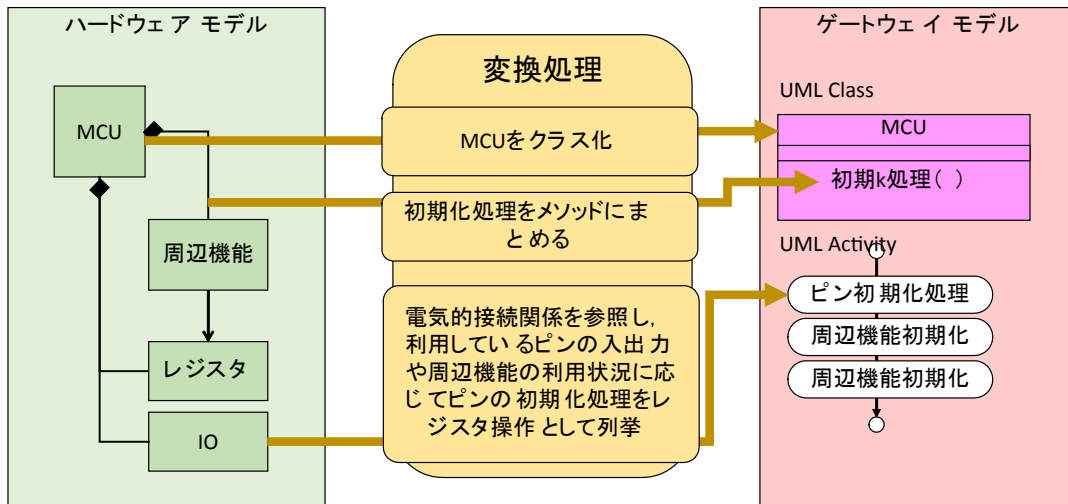 ハードウェア モデル
MCU
周辺機能
レジスタ
IO
変換処理
MCUをクラス化
初期化処理をメソッドにま
とめる
電気的接続関係を参照し,
利用しているピンの入出力
や周辺機能の利用状況に応
じてピンの初期化処理をレ
ジスタ操作として列挙
ゲートウェイ モデル
UML Class
MCU
初期k処理( )
UML Activity
ピン初期化処理
周辺機能初期化
周辺機能初期化